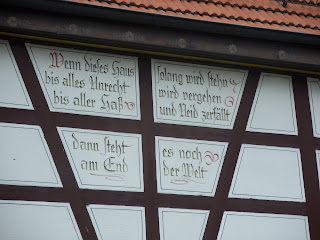 Wenn dieses Haus solang wird stehn
bis alles Unrecht wird vergehen
bis aller Haß und Neid zerfällt
dann steht es noch
am End der Welt